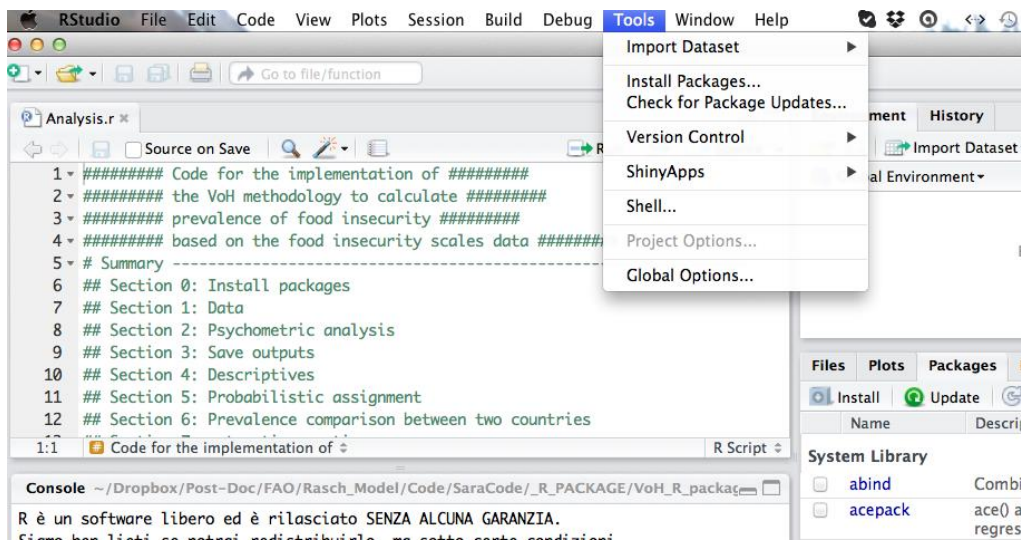 RStudio File Edit Code View Plots Session Build Debug Tools Window Help
Import Dataset
Install Packages...
Check for Package Updates...
Version Control
ShinyApps
Shell...
Project Options...
Global Options...
Go to file/function
Analysis.r
Source on Save
1 ######### Code for the implementation of #########
2 ######### the VoH methodology to calculate #########
3 ######### prevalence of food insecurity #########
4 ######### based on the food insecurity scales data ########
5 # Summary ------------------------------------------------
6 ## Section 0: Install packages
7 ## Section 1: Data
8 ## Section 2: Psychometric analysis
9 ## Section 3: Save outputs
10 ## Section 4: Descriptives
11 ## Section 5: Probabilistic assignment
12 ## Section 6: Prevalence comparison between two countries
1:1 Code for the implementation of R Script
Console ~/Dropbox/Post-Doc/FAO/Rasch_Model/Code/SaraCode/_R_PACKAGE/VoH_R_packag
R è un software libero ed è rilasciato SENZA ALCUNA GARANZIA.
ment History
Import Dataset
al Environment
Files Plots Packages
Install Update
Name Descri
System Library
abind Combi
acepack ace() a
regres